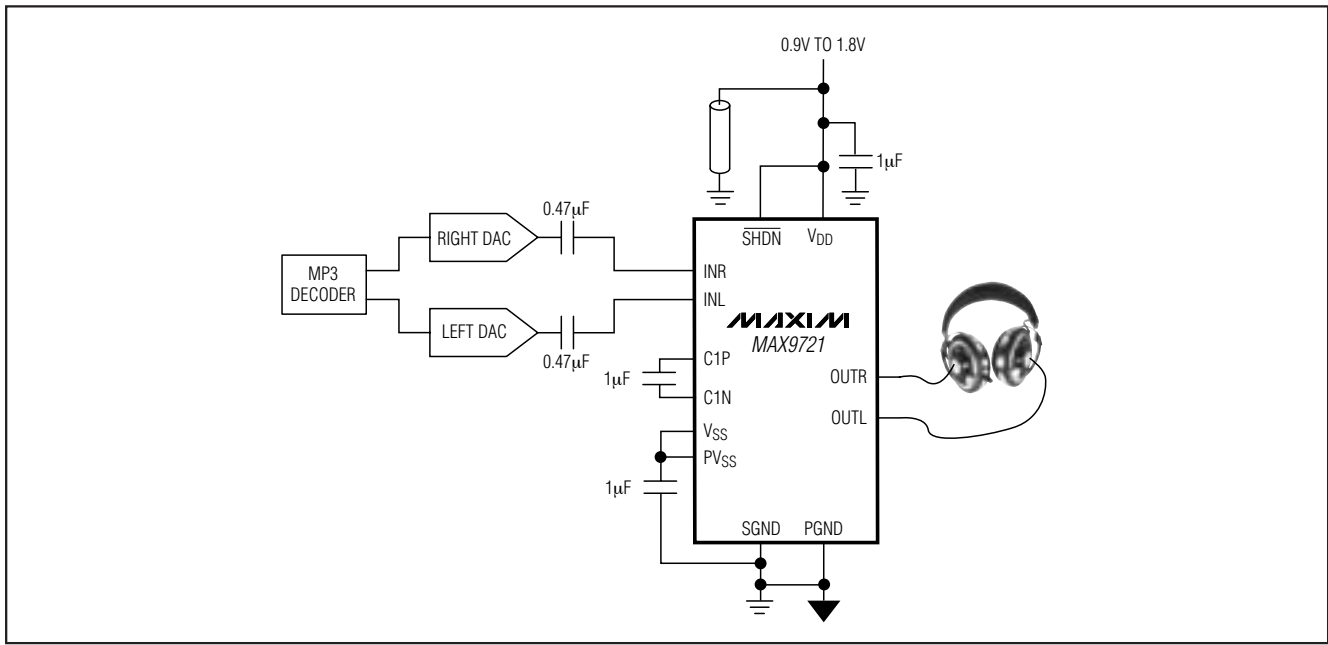 0.9V TO 1.8V
1μF
0.47μF
RIGHT DAC
SHDN
VDD
MP3
DECODER
INR
INL
LEFT DAC
0.47μF
MAXIM
MAX9721
C1P
1μF
C1N
OUTR
OUTL
VSS
PVSS
1μF
SGND
PGND